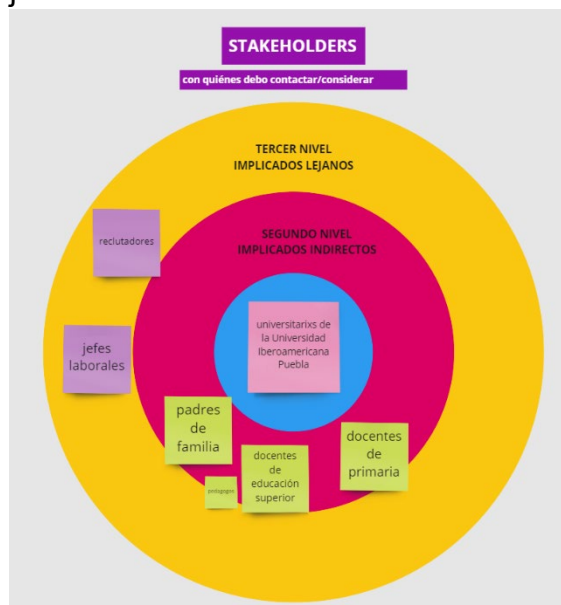 STAKEHOLDERS
con quiénes debo contactar/considerar
TERCER NIVEL
IMPLICADOS LEJANOS
SEGUNDO NIVEL
IMPLICADOS INDIRECTOS
reclutadores
universitarixs de
la Universidad
Iberoamericana
Puebla
jefes
laborales
padres
de
familia
docentes
de
primaria
docentes
de
educación
superior